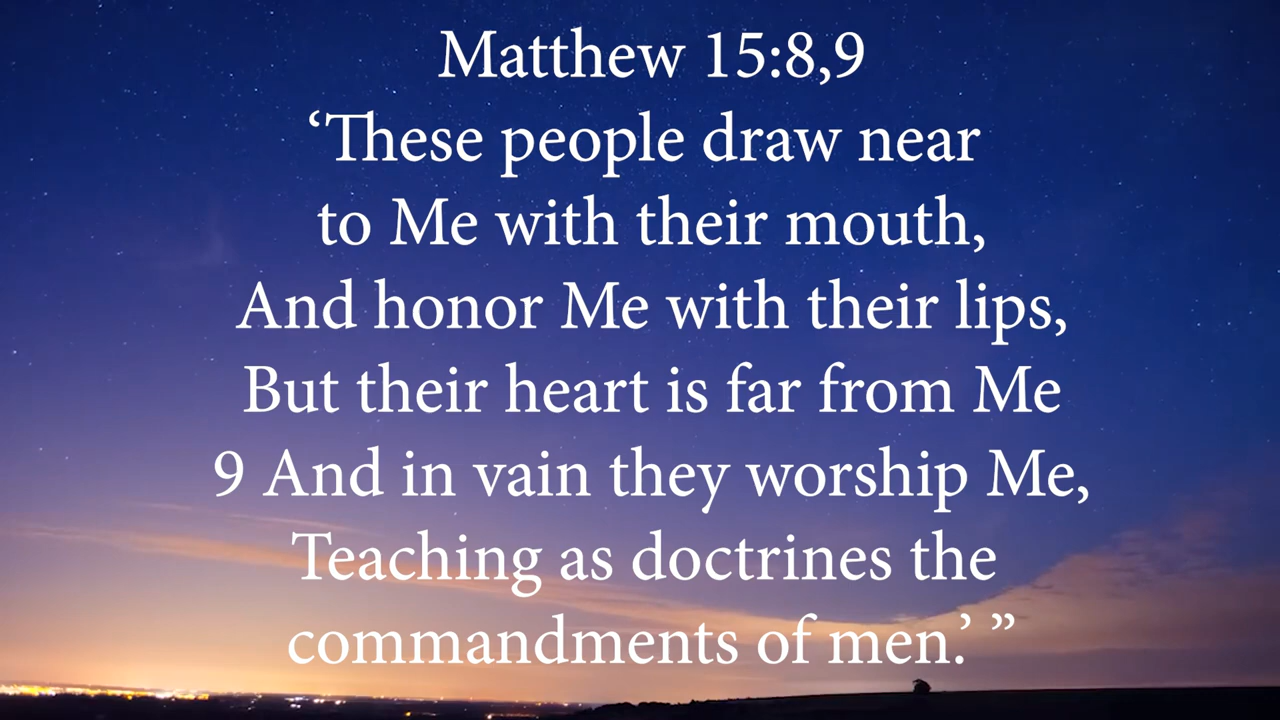 Matthew 15:8,9
‘These people draw near
to Me with their mouth,
And honor Me with their lips,
But their heart is far from Me
9 And in vain they worship Me,
Teaching as doctrines the
commandments of men.’ ”